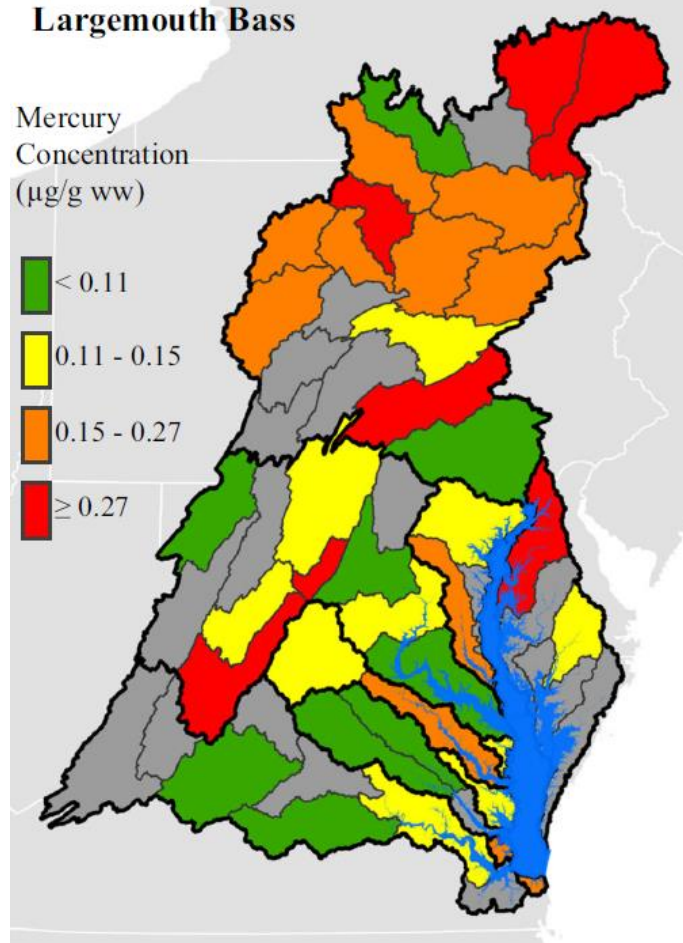 Largemouth Bass
Mercury
Concentration
(µg/g ww)
< 0.11
0.11 - 0.15
0.15 - 0.27
≥ 0.27